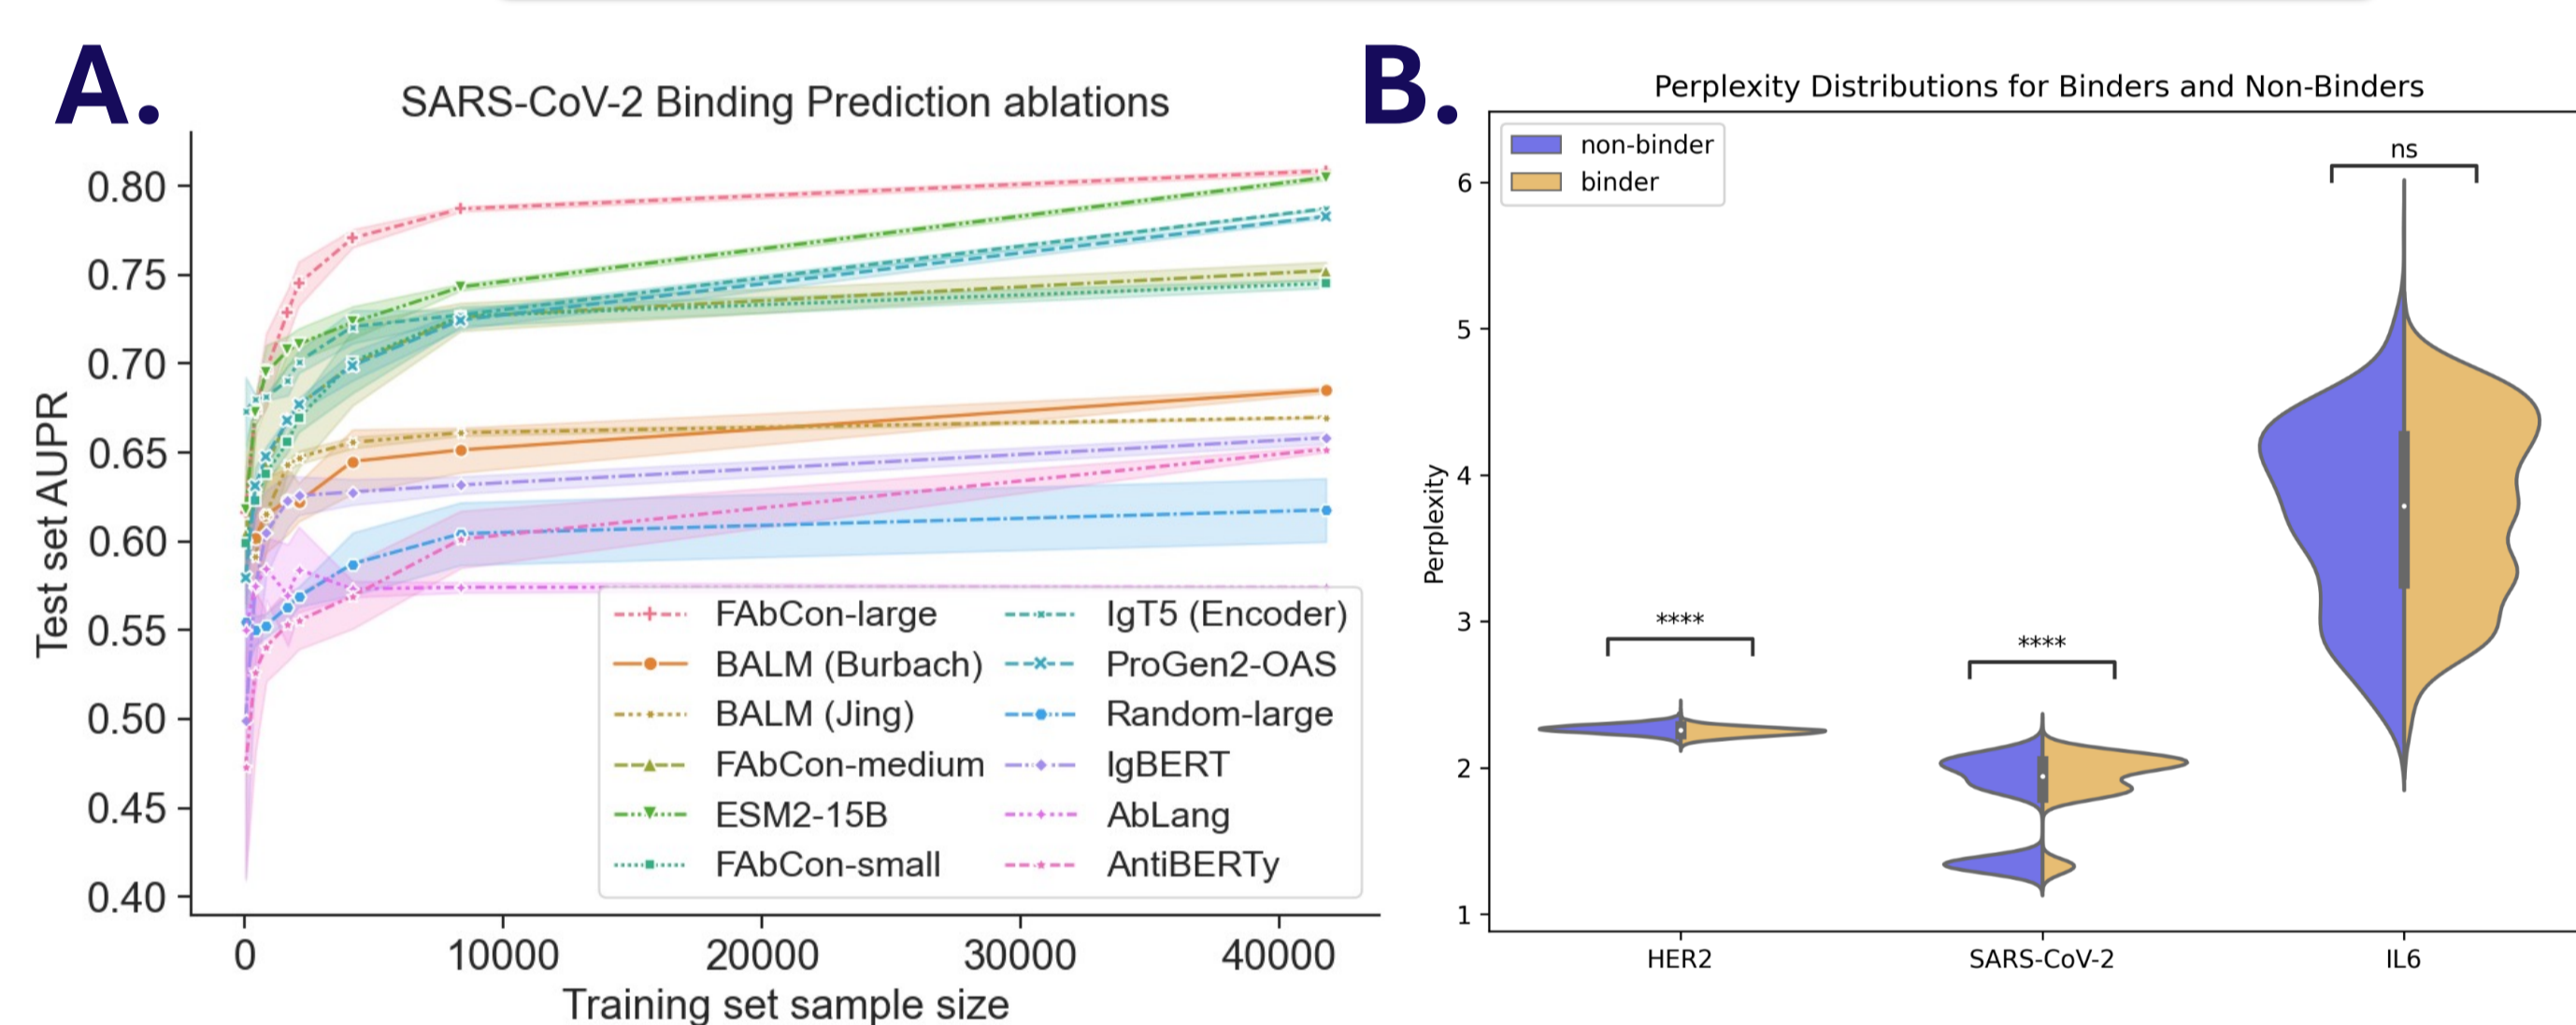 A.
SARS-CoV-2 Binding Prediction ablations
Test set AUPR
0.80
0.75
0.70
0.65
0.60
0.55
0.50
0.45
0.40
FAbCon-large
BALM (Burbach)
BALM (Jing)
FAbCon-medium
ESM2-15B
FAbCon-small
IgT5 (Encoder)
ProGen2-OAS
Random-large
IgBERT
AbLang
AntiBERTy
0 10000 20000 30000 40000
Training set sample size
B.
Perplexity Distributions for Binders and Non-Binders
non-binder
binder
Perplexity
6
5
4
3
2
1
****
****
ns
HER2 SARS-CoV-2 IL6